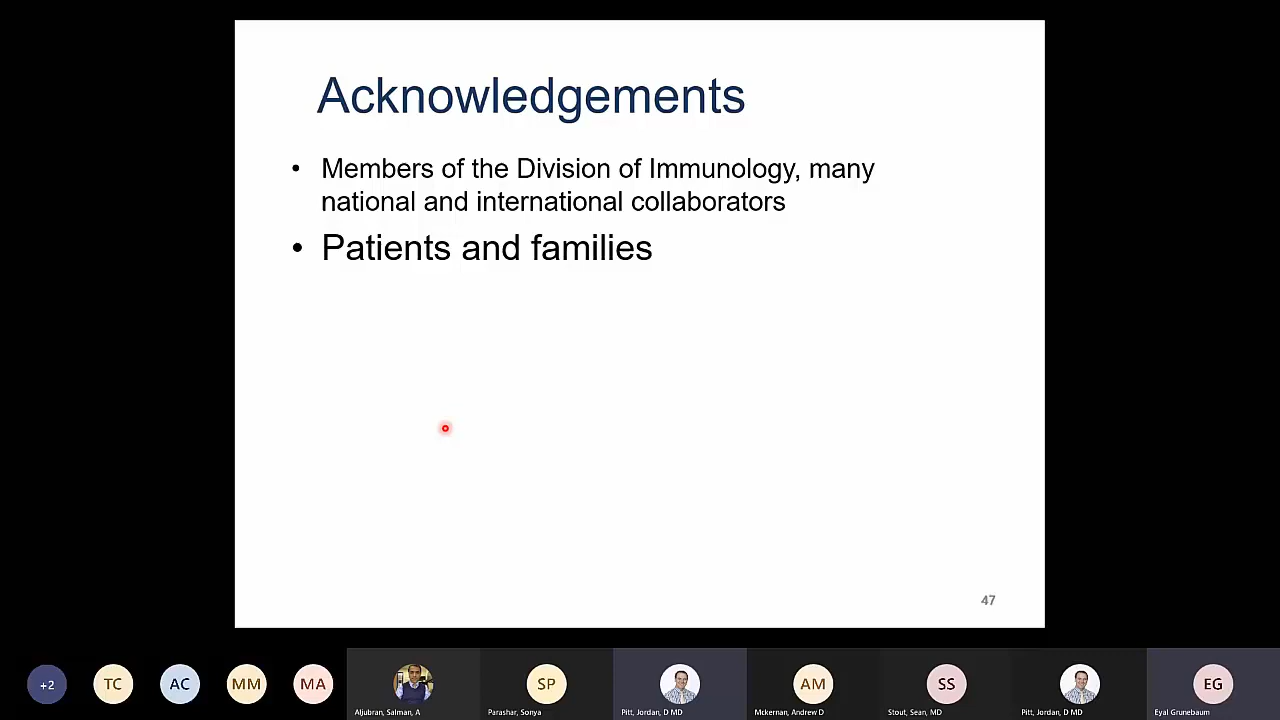 Acknowledgements
• Members of the Division of Immunology, many
national and international collaborators
• Patients and families
47
+2
TC
AC
MM
MA
SP
AM
SS
EG
Aljubran, Salman, A
Parashar, Sonya
Pitt, Jordan, D MD
Mckernan, Andrew D
Stout, Sean, MD
Pitt, Jordan, D MD
Eyal Grunebaum